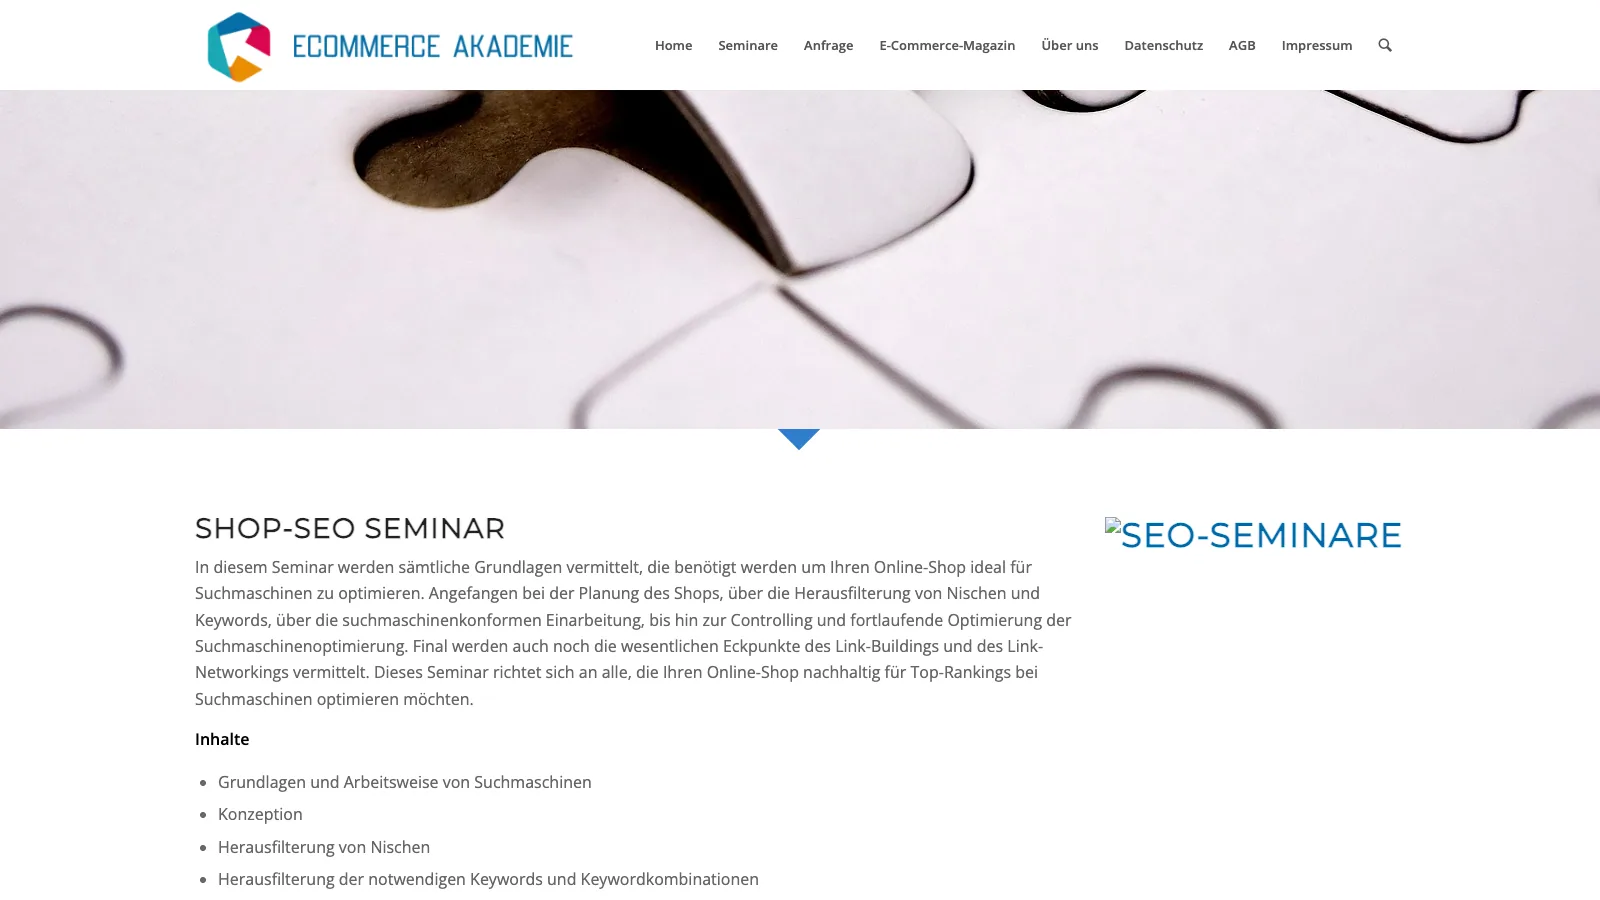 ECOMMERCE AKADEMIE
Home Seminare Anfrage E-Commerce-Magazin Über uns Datenschutz AGB Impressum
SHOP-SEO SEMINAR
In diesem Seminar werden sämtliche Grundlagen vermittelt, die benötigt werden um Ihren Online-Shop ideal für
Suchmaschinen zu optimieren. Angefangen bei der Planung des Shops, über die Herausfilterung von Nischen und
Keywords, über die suchmaschinenkonformen Einarbeitung, bis hin zur Controlling und fortlaufende Optimierung der
Suchmaschinenoptimierung. Final werden auch noch die wesentlichen Eckpunkte des Link-Buildings und des Link-
Networkings vermittelt. Dieses Seminar richtet sich an alle, die Ihren Online-Shop nachhaltig für Top-Rankings bei
Suchmaschinen optimieren möchten.
Inhalte
• Grundlagen und Arbeitsweise von Suchmaschinen
• Konzeption
• Herausfilterung von Nischen
• Herausfilterung der notwendigen Keywords und Keywordkombinationen
SEO-SEMINARE